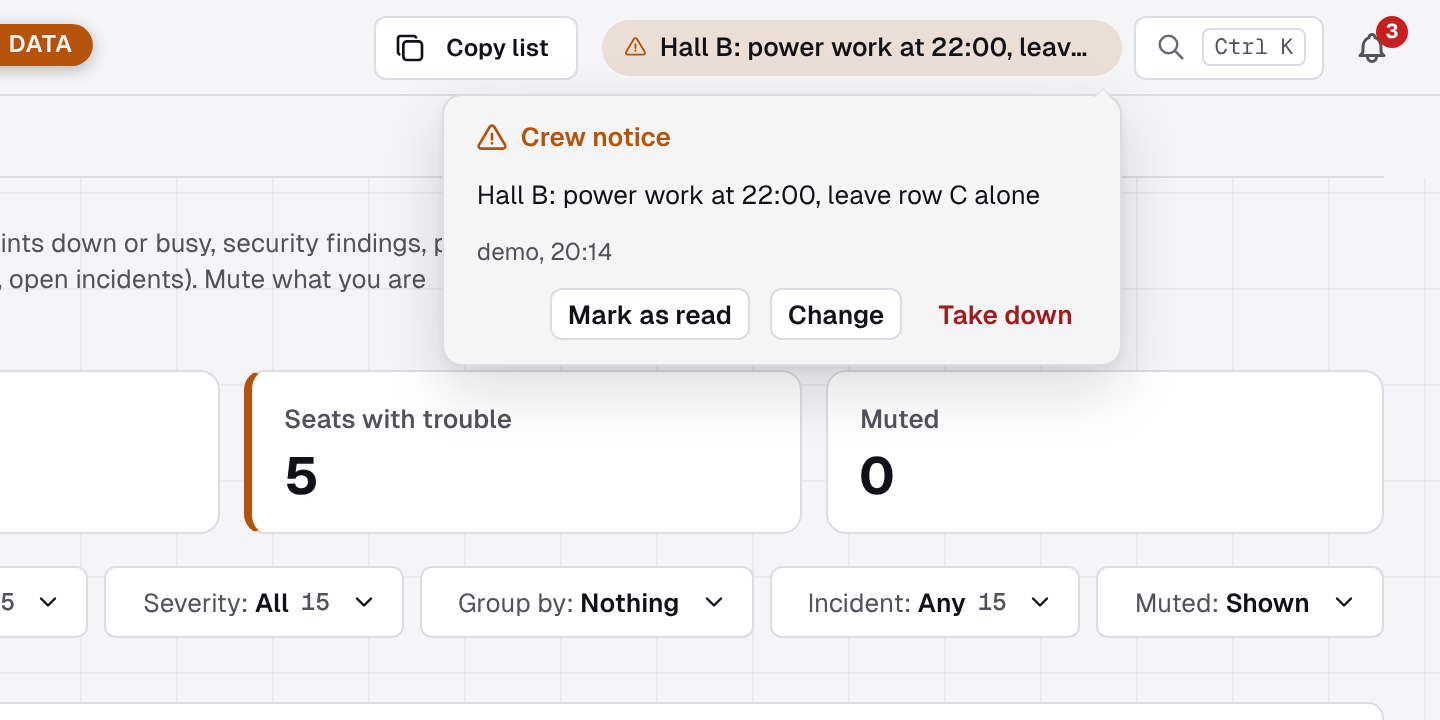 DATA
Copy list
Hall B: power work at 22:00, leav...
Ctrl K
3
Crew notice
Hall B: power work at 22:00, leave row C alone
demo, 20:14
Mark as read
Change
Take down
ints down or busy, security findings, p
, open incidents). Mute what you are
Seats with trouble
5
Muted
0
5
Severity: All 15
Group by: Nothing
Incident: Any 15
Muted: Shown